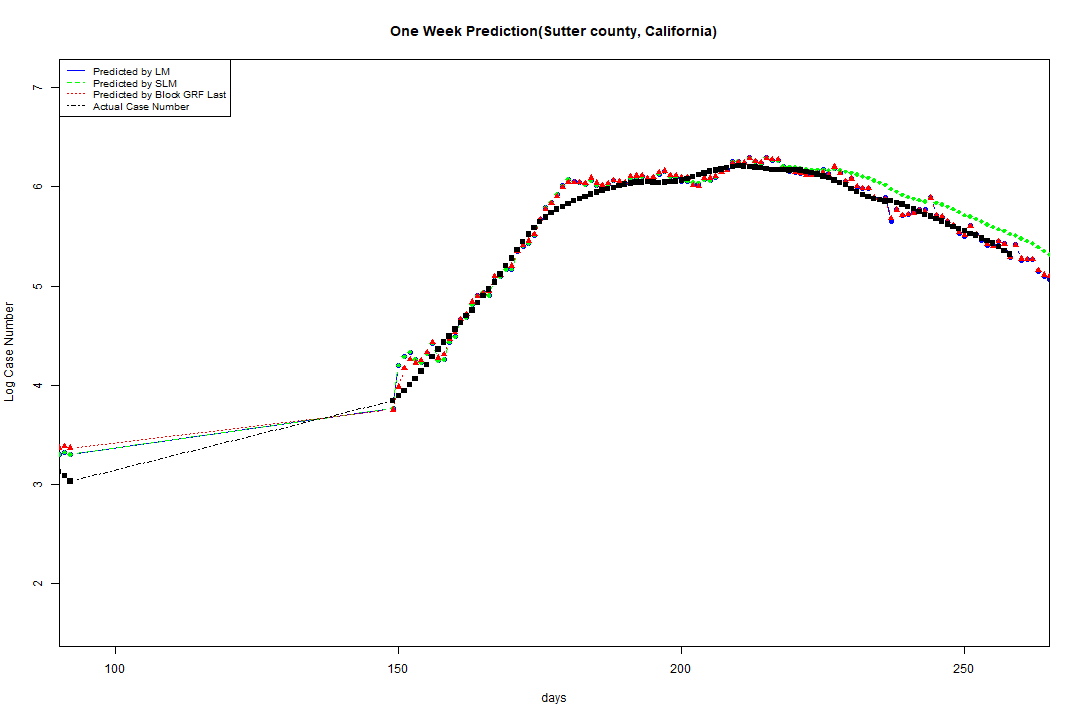 One Week Prediction(Sutter county, California)
Predicted by LM
Predicted by SLM
Predicted by Block GRF Last
Actual Case Number
7
6
5
4
3
2
Log Case Number
100 150 200 250
days